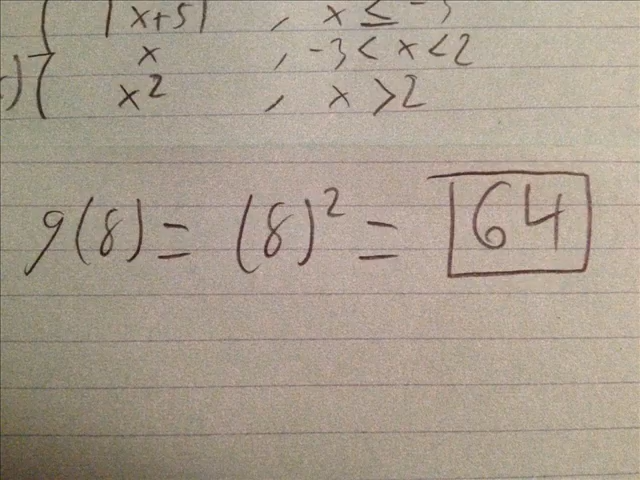 |x+5| , x ≤ -3
x , -3 < x < 2
x² , x > 2
g(8) = (8)² = 64